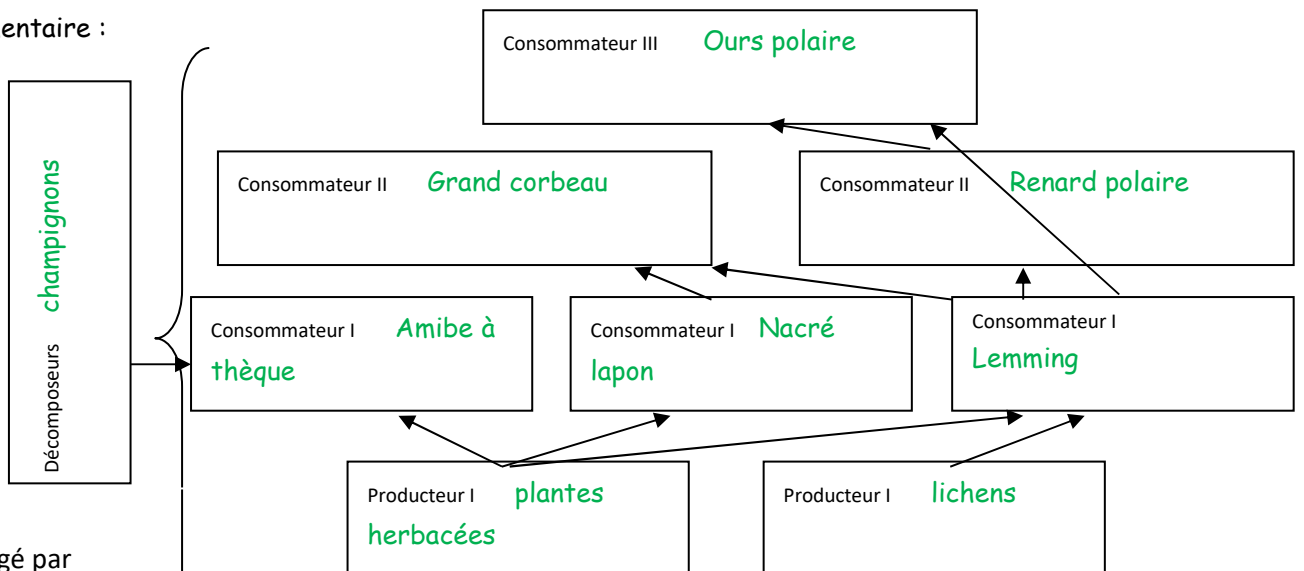 entaire :
Consommateur III Ours polaire
Consommateur II Grand corbeau
Consommateur II Renard polaire
Décomposeurs champignons
Consommateur I Amibe à
thèque
Consommateur I Nacré
lapon
Consommateur I
Lemming
Producteur I plantes
herbacées
Producteur I lichens
gé par